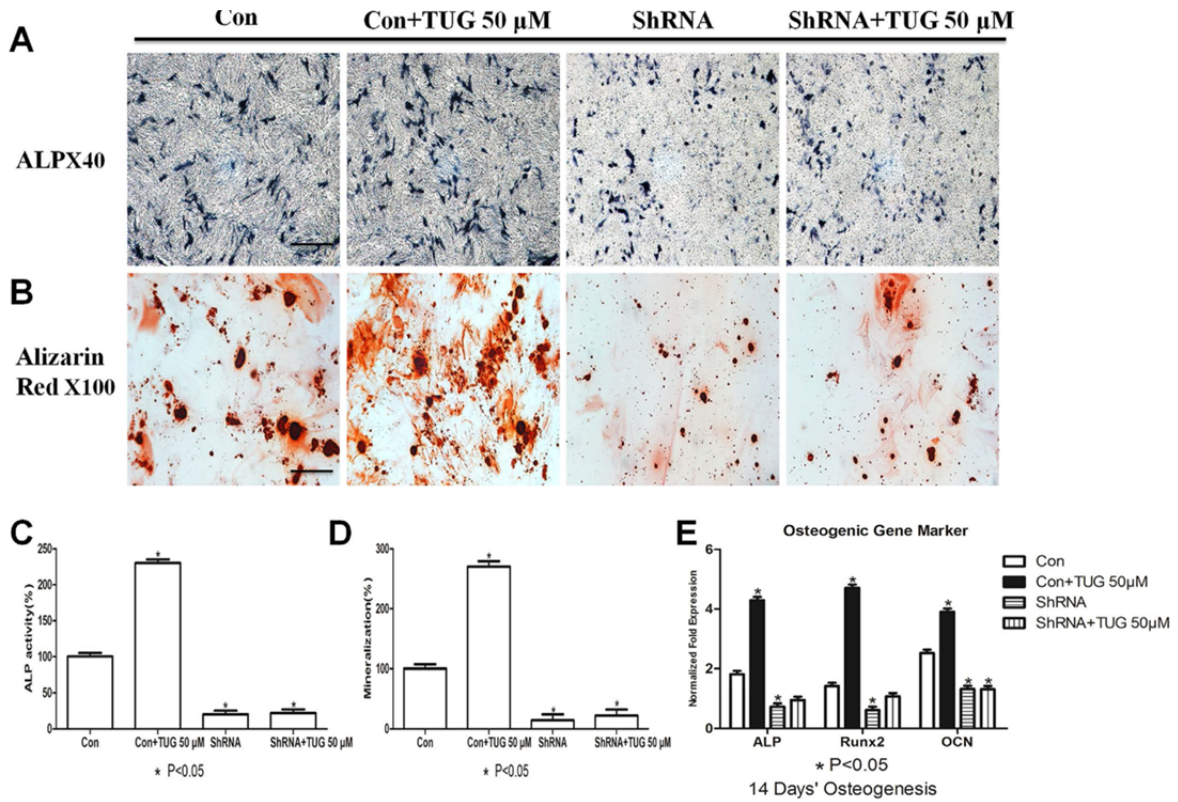 Con Con+TUG 50 µM ShRNA ShRNA+TUG 50 µM
A
ALPX40
B
Alizarin
Red X100
C
D
E
250
200
150
100
50
0
ALP activity(%)
Con Con+TUG 50 µM ShRNA ShRNA+TUG 50 µM
* * *
* P<0.05
300
200
100
0
Mineralization(%)
Con Con+TUG 50 µM ShRNA ShRNA+TUG 50 µM
* * *
* P<0.05
Osteogenic Gene Marker
6
4
2
0
Normalized Fold Expression
* * * * * * *
Con
Con+TUG 50µM
ShRNA
ShRNA+TUG 50µM
ALP Runx2 OCN
* P<0.05
14 Days' Osteogenesis